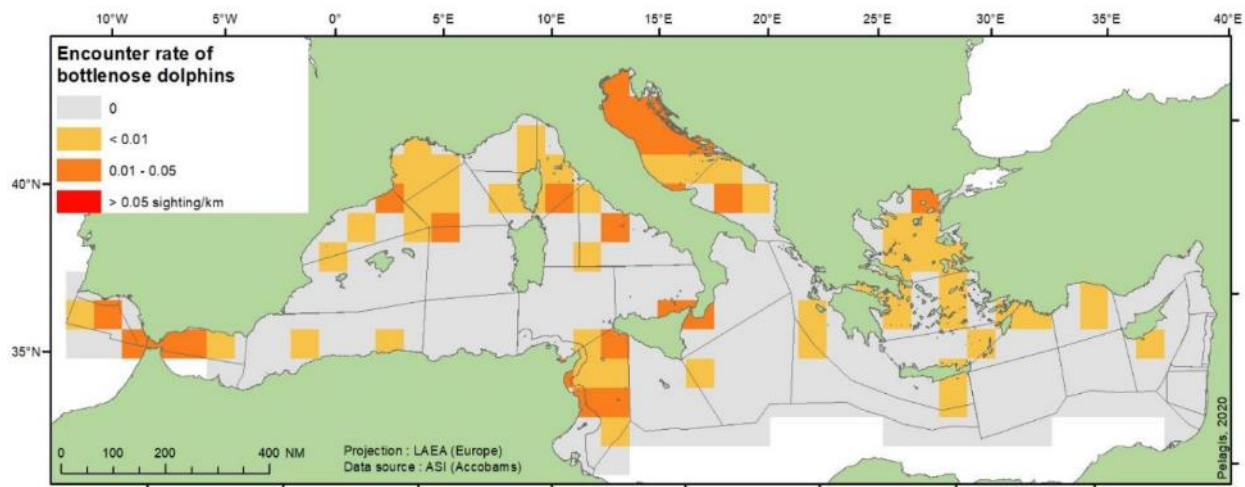 10°W 5°W 0° 5°E 10°E 15°E 20°E 25°E 30°E 35°E 40°E
Encounter rate of
bottlenose dolphins
0
< 0.01
0.01 - 0.05
> 0.05 sighting/km
40°N
35°N
0 100 200 400 NM
Projection : LAEA (Europe)
Data source : ASI (Accobams)
Pelagis, 2020